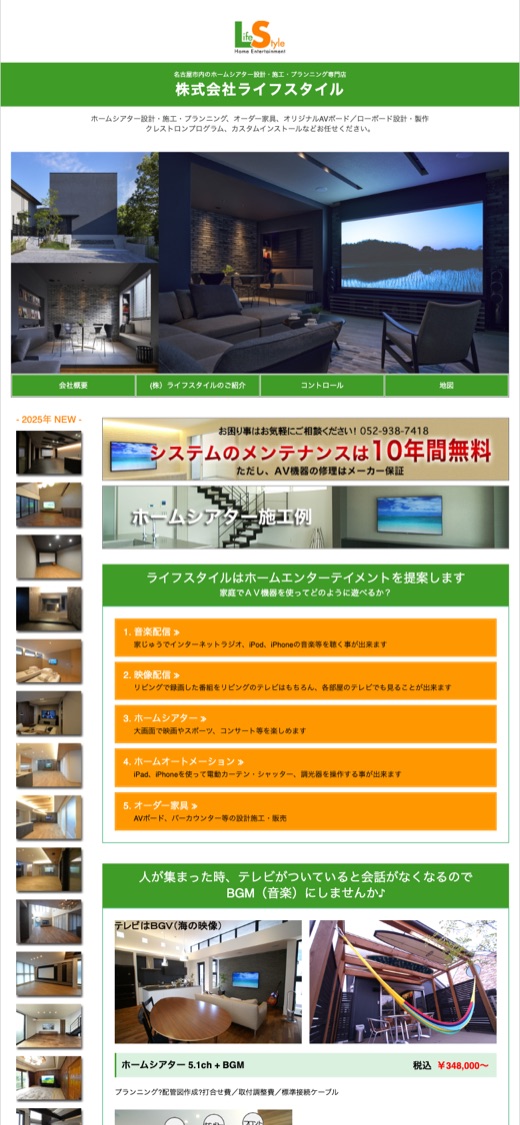 Life Style
Home Entertainment
名古屋市内のホームシアター設計・施工・プランニング専門店
株式会社ライフスタイル
ホームシアター設計・施工・プランニング、オーダー家具、オリジナルAVボード／ローボード設計・製作
クレストロンプログラム、カスタムインストールなどお任せください。
会社概要
(株）ライフスタイルのご紹介
コントロール
地図
- 2025年 NEW -
お困り事はお気軽にご相談ください! 052-938-7418
システムのメンテナンスは10年間無料
ただし、AV機器の修理はメーカー保証
ホームシアター施工例
ライフスタイルはホームエンターテイメントを提案します
家庭でＡＶ機器を使ってどのように遊べるか？
1. 音楽配信 »
家じゅうでインターネットラジオ、iPod、iPhoneの音楽等を聴く事が出来ます
2. 映像配信 »
リビングで録画した番組をリビングのテレビはもちろん、各部屋のテレビでも見ることが出来ます
3. ホームシアター »
大画面で映画やスポーツ、コンサート等を楽しめます
4. ホームオートメーション »
iPad、iPhoneを使って電動カーテン・シャッター、調光器を操作する事が出来ます
5. オーダー家具 »
AVボード、バーカウンター等の設計施工・販売
人が集まった時、テレビがついていると会話がなくなるので
BGM（音楽）にしませんか♪
テレビはBGV(海の映像)
ホームシアター 5.1ch + BGM
税込 ￥348,000〜
プランニング?配管図作成?打合せ費／取付調整費／標準接続ケーブル